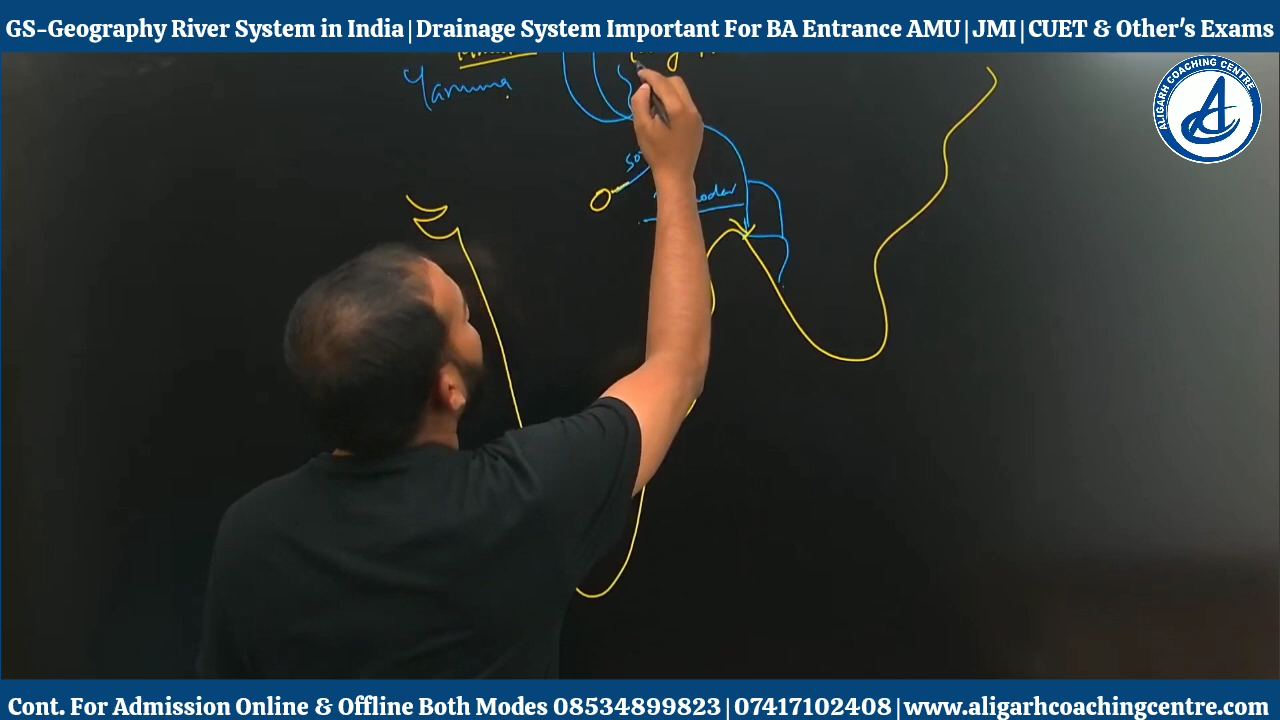 GS-Geography River System in India|Drainage System Important For BA Entrance AMU|JMI|CUET & Other's Exams
Yamuna
ALIGARH COACHING CENTRE
A
Cont. For Admission Online & Offline Both Modes 08534899823|07417102408|www.aligarhcoachingcentre.com